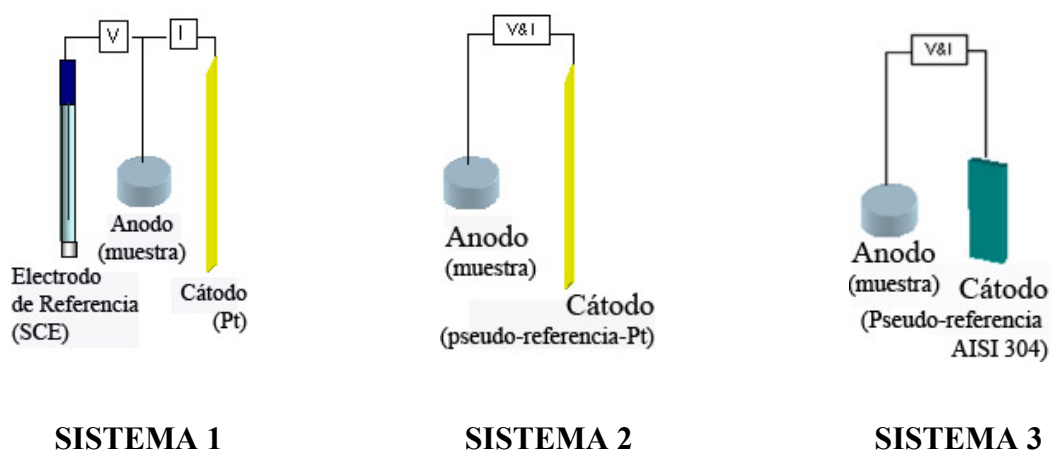 V
I
Anodo
(muestra)
Electrodo
de Referencia
(SCE)
Cátodo
(Pt)
SISTEMA 1
V&I
Anodo
(muestra)
Cátodo
(pseudo-referencia-Pt)
SISTEMA 2
V&I
Anodo
(muestra)
Cátodo
(Pseudo-referencia
AISI 304)
SISTEMA 3